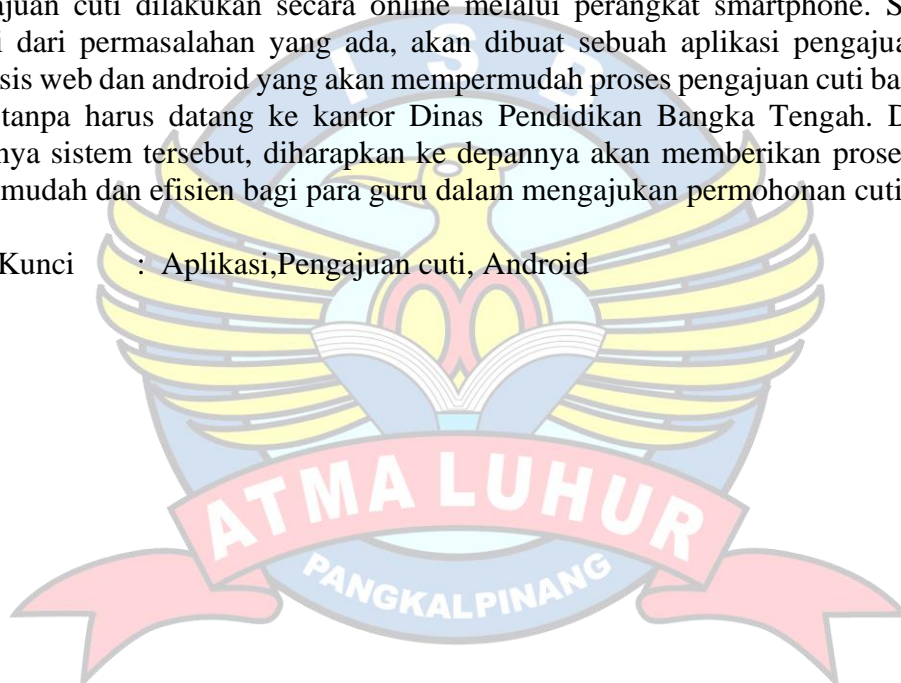 ajuan cuti dilakukan secara online melalui perangkat smartphone. S
i dari permasalahan yang ada, akan dibuat sebuah aplikasi pengajua
sis web dan android yang akan mempermudah proses pengajuan cuti ba
tanpa harus datang ke kantor Dinas Pendidikan Bangka Tengah. D
nya sistem tersebut, diharapkan ke depannya akan memberikan prose
mudah dan efisien bagi para guru dalam mengajukan permohonan cuti
Kunci : Aplikasi,Pengajuan cuti, Android
I S B
ATMA LUHUR
PANGKALPINANG